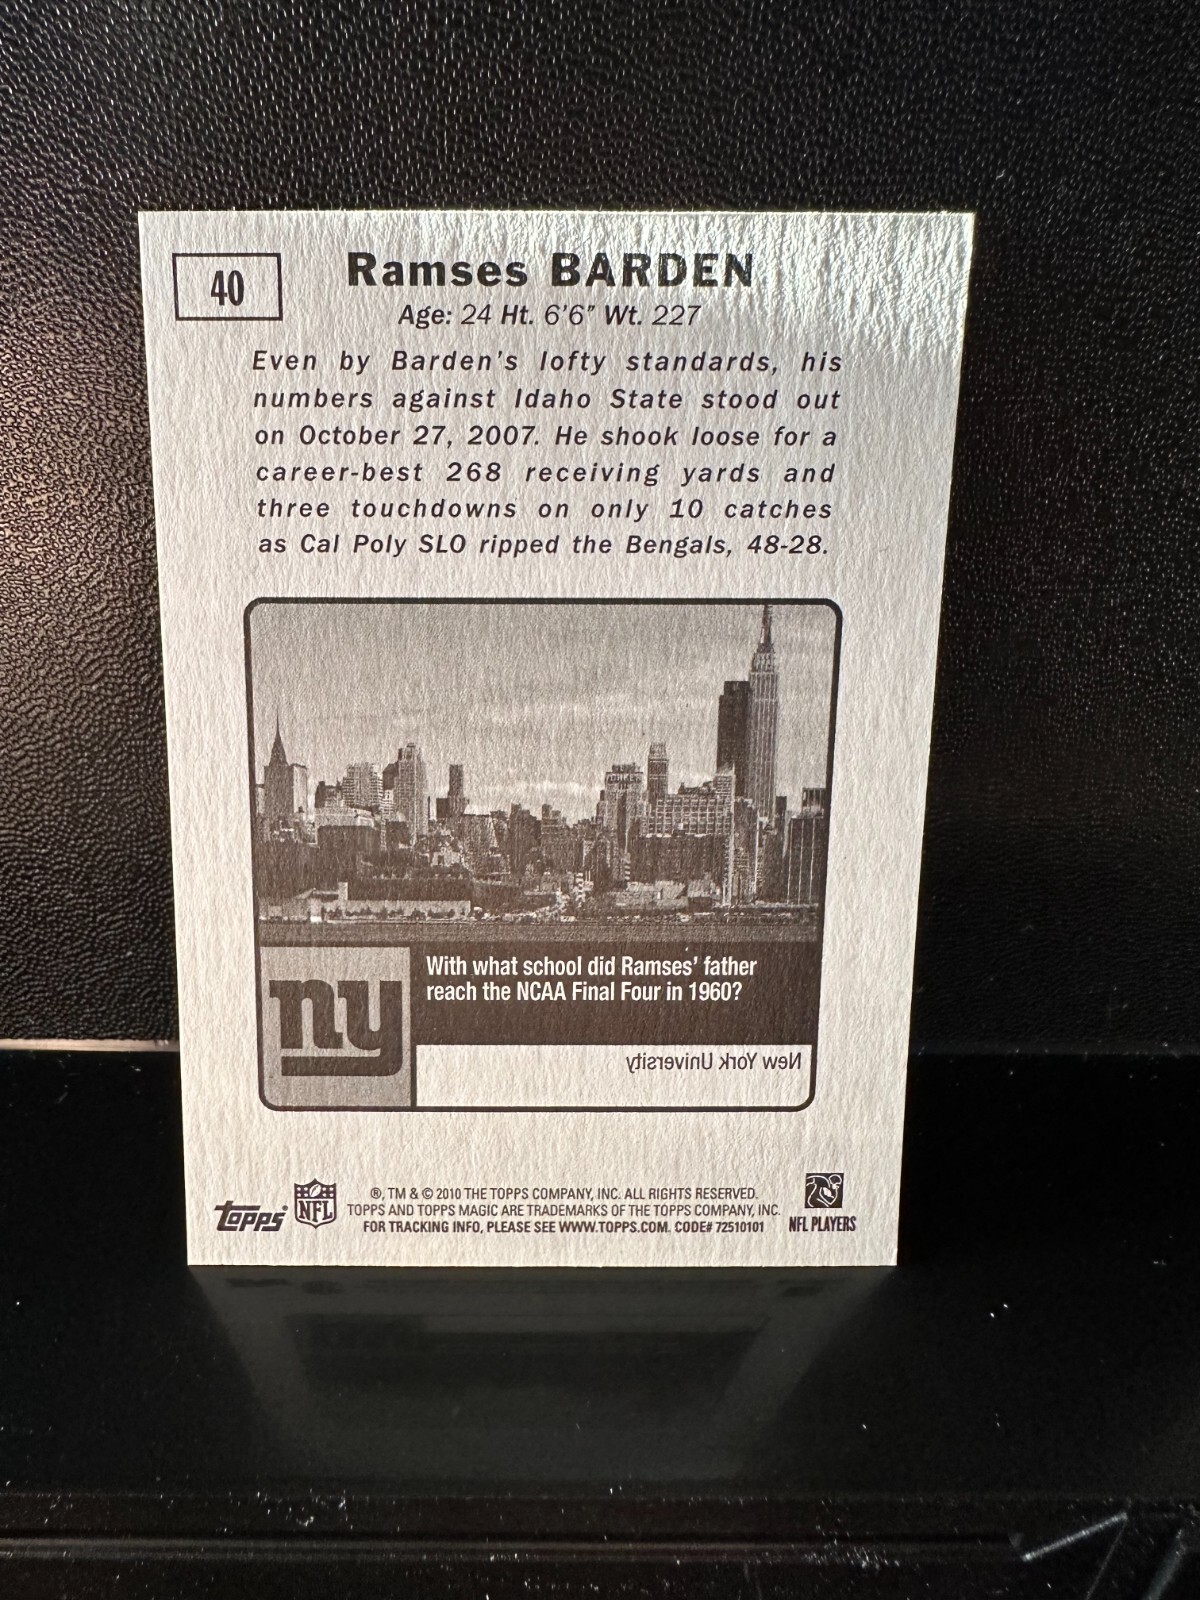 40
Ramses BARDEN
Age: 24 Ht. 6'6" Wt. 227
Even by Barden's lofty standards, his
numbers against Idaho State stood out
on October 27, 2007. He shook loose for a
career-best 268 receiving yards and
three touchdowns on only 10 catches
as Cal Poly SLO ripped the Bengals, 48-28.
ny
With what school did Ramses' father
reach the NCAA Final Four in 1960?
New York University
Topps
NFL
®, TM & © 2010 THE TOPPS COMPANY, INC. ALL RIGHTS RESERVED.
TOPPS AND TOPPS MAGIC ARE TRADEMARKS OF THE TOPPS COMPANY, INC.
FOR TRACKING INFO, PLEASE SEE WWW.TOPPS.COM. CODE# 72510101
NFL PLAYERS